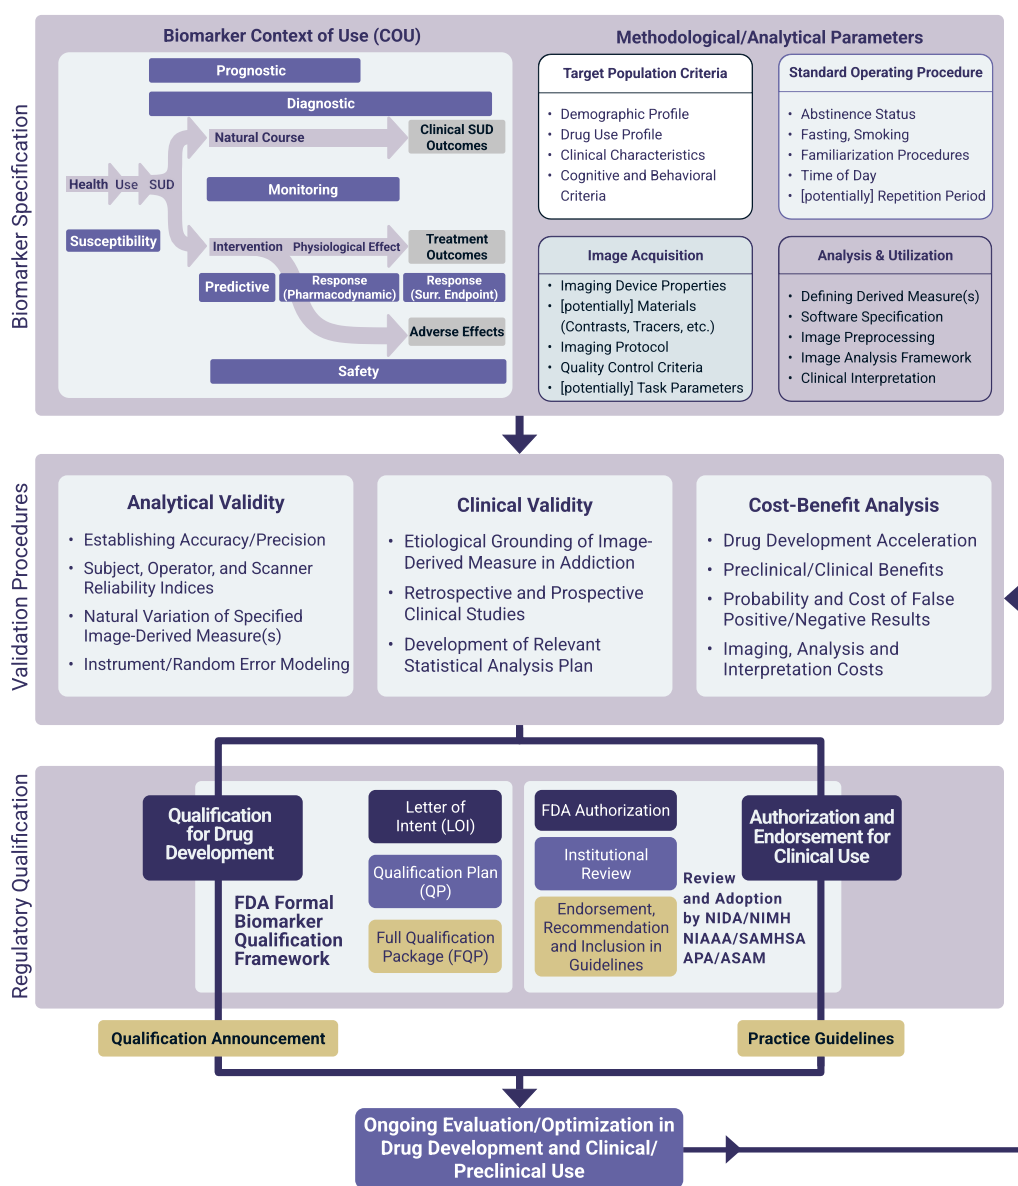 Biomarker Specification
Biomarker Context of Use (COU)
Prognostic
Diagnostic
Natural Course
Clinical SUD
Outcomes
Health
Use
SUD
Monitoring
Susceptibility
Intervention
Physiological Effect
Treatment
Outcomes
Predictive
Response
(Pharmacodynamic)
Response
(Surr. Endpoint)
Adverse Effects
Safety
Methodological/Analytical Parameters
Target Population Criteria
• Demographic Profile
• Drug Use Profile
• Clinical Characteristics
• Cognitive and Behavioral
Criteria
Standard Operating Procedure
• Abstinence Status
• Fasting, Smoking
• Familiarization Procedures
• Time of Day
• [potentially] Repetition Period
Image Acquisition
• Imaging Device Properties
• [potentially] Materials
(Contrasts, Tracers, etc.)
• Imaging Protocol
• Quality Control Criteria
• [potentially] Task Parameters
Analysis & Utilization
• Defining Derived Measure(s)
• Software Specification
• Image Preprocessing
• Image Analysis Framework
• Clinical Interpretation
Validation Procedures
Analytical Validity
• Establishing Accuracy/Precision
• Subject, Operator, and Scanner
Reliability Indices
• Natural Variation of Specified
Image-Derived Measure(s)
• Instrument/Random Error Modeling
Clinical Validity
• Etiological Grounding of Image-
Derived Measure in Addiction
• Retrospective and Prospective
Clinical Studies
• Development of Relevant
Statistical Analysis Plan
Cost-Benefit Analysis
• Drug Development Acceleration
• Preclinical/Clinical Benefits
• Probability and Cost of False
Positive/Negative Results
• Imaging, Analysis and
Interpretation Costs
Regulatory Qualification
Qualification
for Drug
Development
FDA Formal
Biomarker
Qualification
Framework
Letter of
Intent (LOI)
Qualification Plan
(QP)
Full Qualification
Package (FQP)
FDA Authorization
Institutional
Review
Endorsement,
Recommendation
and Inclusion in
Guidelines
Authorization and
Endorsement for
Clinical Use
Review
and Adoption
by NIDA/NIMH
NIAAA/SAMHSA
APA/ASAM
Qualification Announcement
Practice Guidelines
Ongoing Evaluation/Optimization in
Drug Development and Clinical/
Preclinical Use